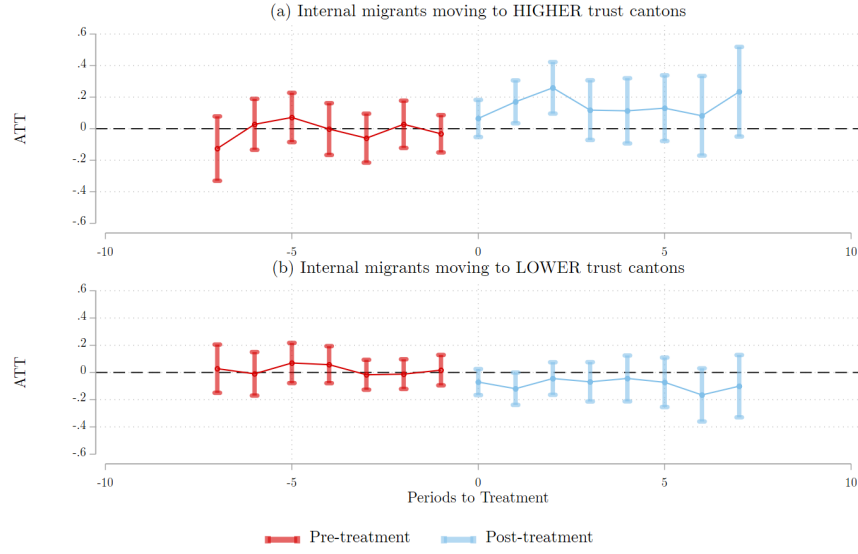 (a) Internal migrants moving to HIGHER trust cantons
.6
.4
.2
0
-.2
-.4
-.6
ATT
-10 -5 0 5 10
(b) Internal migrants moving to LOWER trust cantons
.6
.4
.2
0
-.2
-.4
-.6
ATT
-10 -5 0 5 10
Periods to Treatment
Pre-treatment Post-treatment